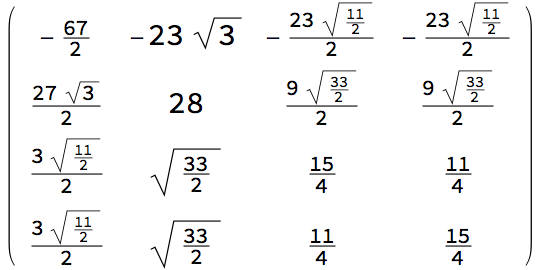 -67/2 -23√3 -(23√(11/2))/2 -(23√(11/2))/2
(27√3)/2 28 (9√(33/2))/2 (9√(33/2))/2
(3√(11/2))/2 √(33/2) 15/4 11/4
(3√(11/2))/2 √(33/2) 11/4 15/4